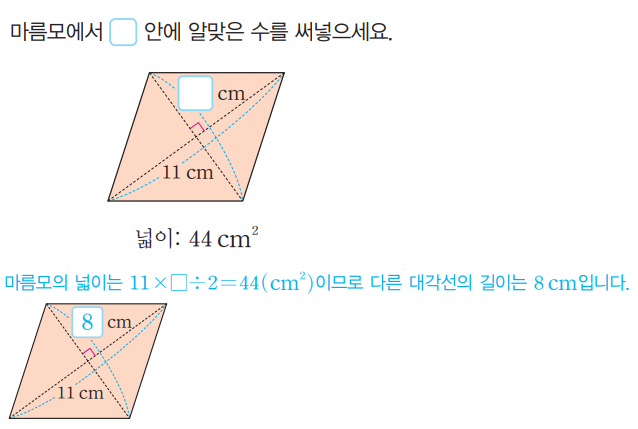 마름모에서 □ 안에 알맞은 수를 써넣으세요.
□ cm
11 cm
넓이: 44 cm²
마름모의 넓이는 11×□÷2=44(cm²)이므로 다른 대각선의 길이는 8 cm입니다.
8 cm
11 cm